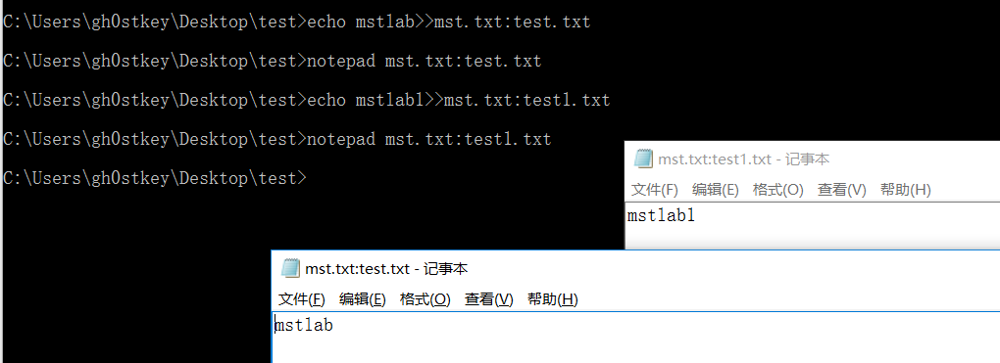 C:\Users\gh0stkey\Desktop\test>echo mstlab>>mst.txt:test.txt
C:\Users\gh0stkey\Desktop\test>notepad mst.txt:test.txt
C:\Users\gh0stkey\Desktop\test>echo mstlab1>>mst.txt:test1.txt
C:\Users\gh0stkey\Desktop\test>notepad mst.txt:test1.txt
C:\Users\gh0stkey\Desktop\test>
mst.txt:test1.txt - 记事本
文件(F) 编辑(E) 格式(O) 查看(V) 帮助(H)
mstlab1
mst.txt:test.txt - 记事本
文件(F) 编辑(E) 格式(O) 查看(V) 帮助(H)
mstlab